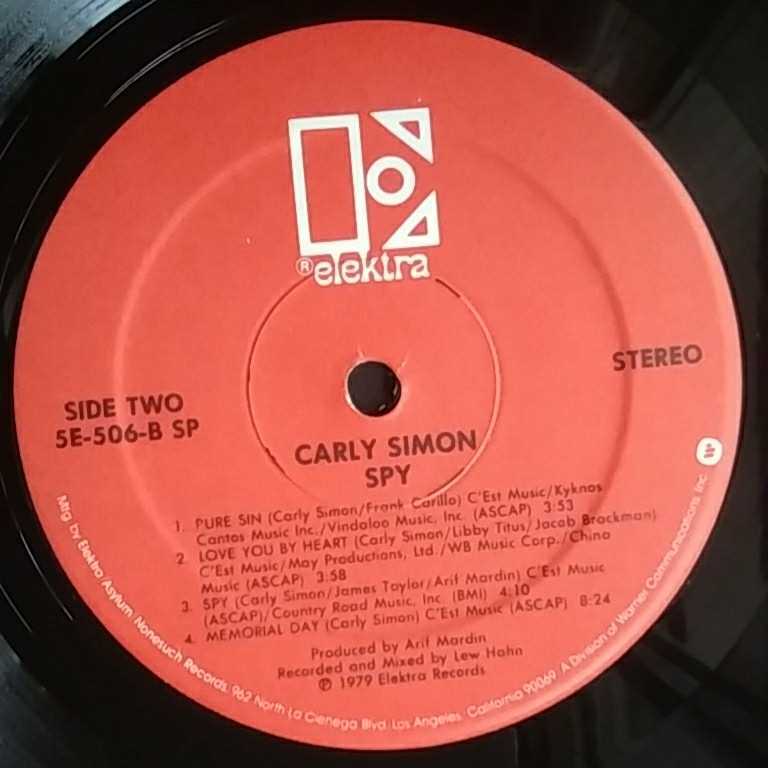 ®elektra
STEREO
SIDE TWO
5E-506-B SP
CARLY SIMON
SPY
1. PURE SIN (Carly Simon/Frank Carillo) C'Est Music/Kyknos
Cantos Music Inc./Vindaloo Music, Inc. (ASCAP) 3:53
2. LOVE YOU BY HEART (Carly Simon/Libby Titus/Jacob Brackman)
C'Est Music/May Productions, Ltd./WB Music Corp./China
Music (ASCAP) 3:58
3. SPY (Carly Simon/James Taylor/Arif Mardin) C'Est Music
(ASCAP)/Country Road Music, Inc. (BMI) 4:10
4. MEMORIAL DAY (Carly Simon) C'Est Music (ASCAP) 8:24
Produced by Arif Mardin
Recorded and Mixed by Lew Hahn
℗ 1979 Elektra Records
Mfg. by Elektra/Asylum/Nonesuch Records, 962 North La Cienega Blvd. Los Angeles, California 90069. A Division of Warner Communications Inc.